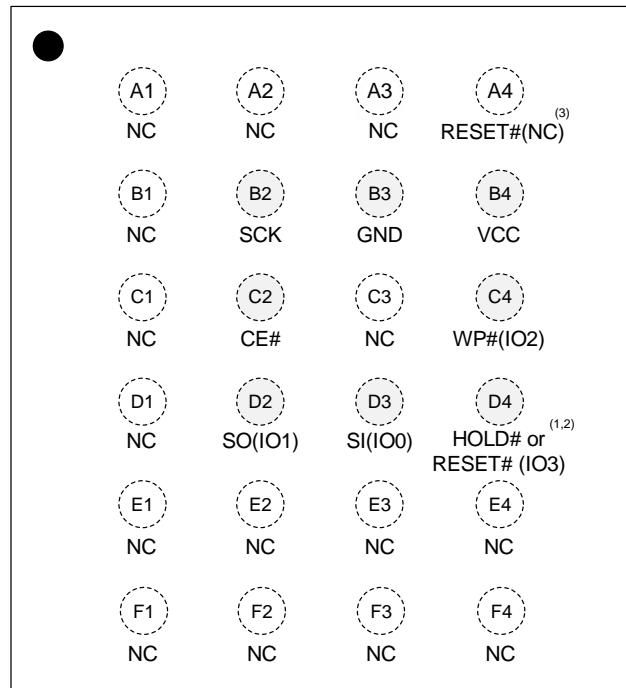 A1 A2 A3 A4
NC NC NC RESET#(NC) (3)
B1 B2 B3 B4
NC SCK GND VCC
C1 C2 C3 C4
NC CE# NC WP#(IO2)
D1 D2 D3 D4
NC SO(IO1) SI(IO0) HOLD# or (1,2)
RESET# (IO3)
E1 E2 E3 E4
NC NC NC NC
F1 F2 F3 F4
NC NC NC NC